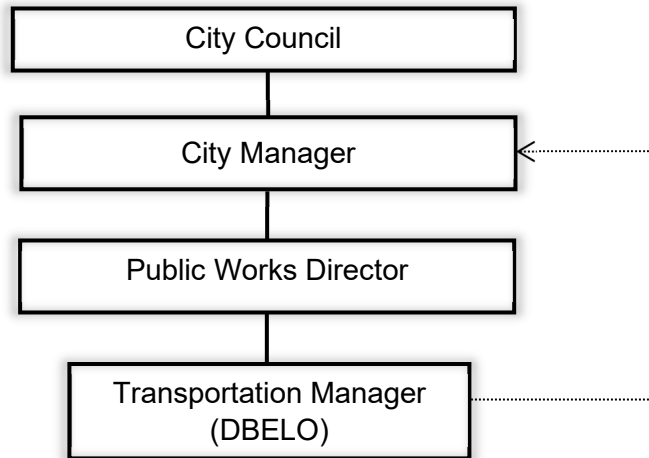 City Council
City Manager
Public Works Director
Transportation Manager
(DBELO)